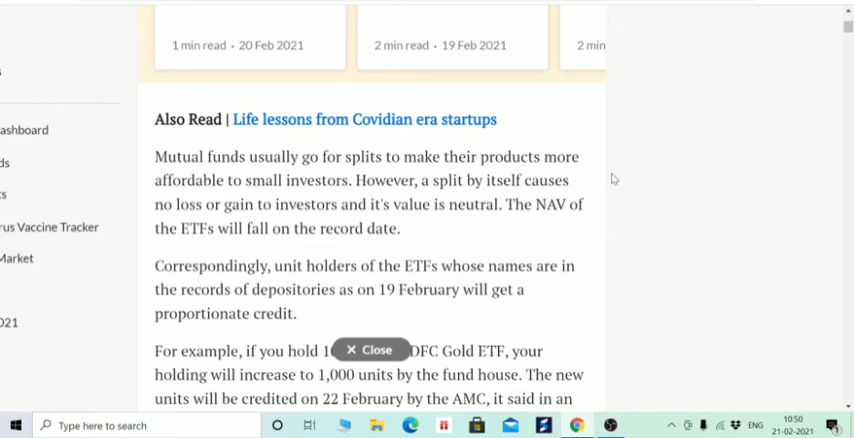 1 min read • 20 Feb 2021
2 min read • 19 Feb 2021
2 min
Also Read | Life lessons from Covidian era startups
Mutual funds usually go for splits to make their products more
affordable to small investors. However, a split by itself causes
no loss or gain to investors and it's value is neutral. The NAV of
the ETFs will fall on the record date.
Correspondingly, unit holders of the ETFs whose names are in
the records of depositories as on 19 February will get a
proportionate credit.
For example, if you hold 1
✕ Close
DFC Gold ETF, your
holding will increase to 1,000 units by the fund house. The new
units will be credited on 22 February by the AMC, it said in an
ashboard
ds
s
rus Vaccine Tracker
Market
021
Type here to search
ENG
10:50
21-02-2021